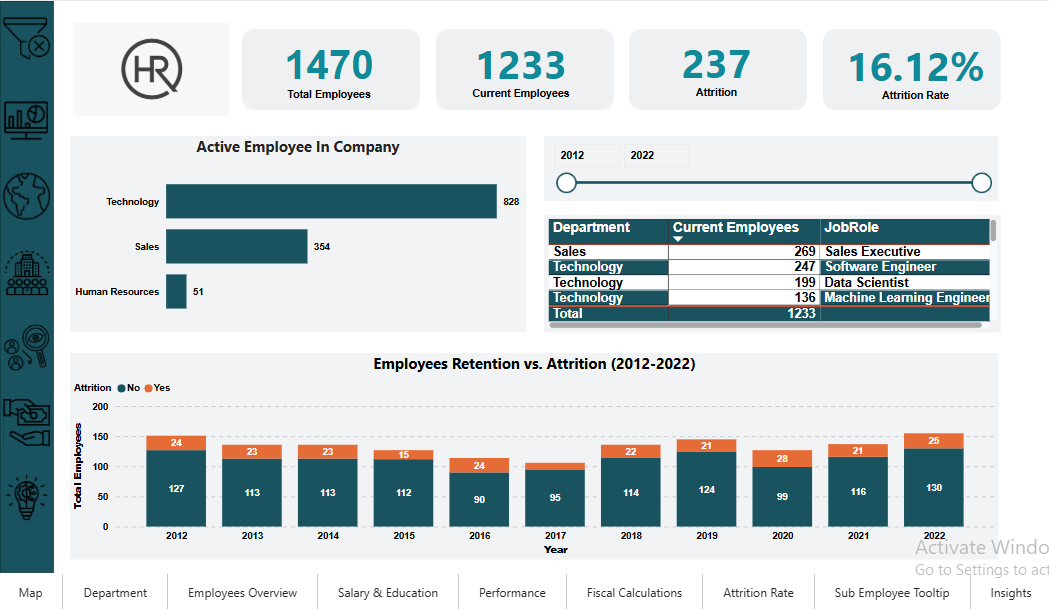 HR
1470
Total Employees
1233
Current Employees
237
Attrition
16.12%
Attrition Rate
Active Employee In Company
Technology 828
Sales 354
Human Resources 51
2012 2022
Department Current Employees JobRole
Sales 269 Sales Executive
Technology 247 Software Engineer
Technology 199 Data Scientist
Technology 136 Machine Learning Engineer
Total 1233
Employees Retention vs. Attrition (2012-2022)
Attrition No Yes
Total Employees
200
150
100
50
0
24 23 23 15 24 22 21 28 21 25
127 113 113 112 90 95 114 124 99 116 130
2012 2013 2014 2015 2016 2017 2018 2019 2020 2021 2022
Year
Activate Windo
Go to Settings to act
Map Department Employees Overview Salary & Education Performance Fiscal Calculations Attrition Rate Sub Employee Tooltip Insights